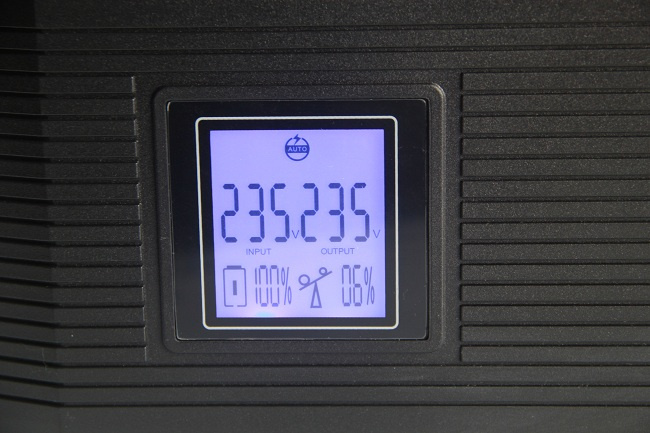 AUTO
235V 235V
INPUT OUTPUT
100% 06%